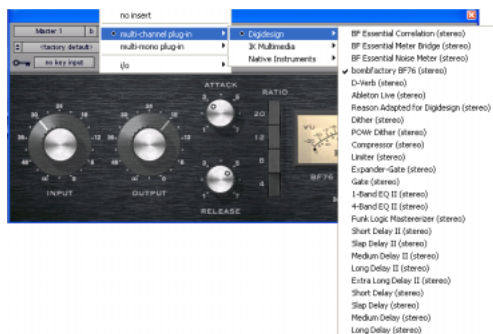 no insert
Master 1 b
<factory default>
no key input
multi-channel plug-in
multi-mono plug-in
i/o
Digidesign
IK Multimedia
Native Instruments
BF Essential Correlation (stereo)
BF Essential Meter Bridge (stereo)
BF Essential Noise Meter (stereo)
bombfactory BF76 (stereo)
D-Verb (stereo)
Ableton Live (stereo)
Reason Adapted for Digidesign (stereo)
Dither (stereo)
POWr Dither (stereo)
Compressor (stereo)
Limiter (stereo)
Expander-Gate (stereo)
Gate (stereo)
1-Band EQ II (stereo)
4-Band EQ II (stereo)
Funk Logic Mastererizer (stereo)
Short Delay II (stereo)
Slap Delay II (stereo)
Medium Delay II (stereo)
Long Delay II (stereo)
Extra Long Delay II (stereo)
Short Delay (stereo)
Slap Delay (stereo)
Medium Delay (stereo)
Long Delay (stereo)
ATTACK
RATIO
20
12
8
4
VU
BF76
INPUT
OUTPUT
RELEASE